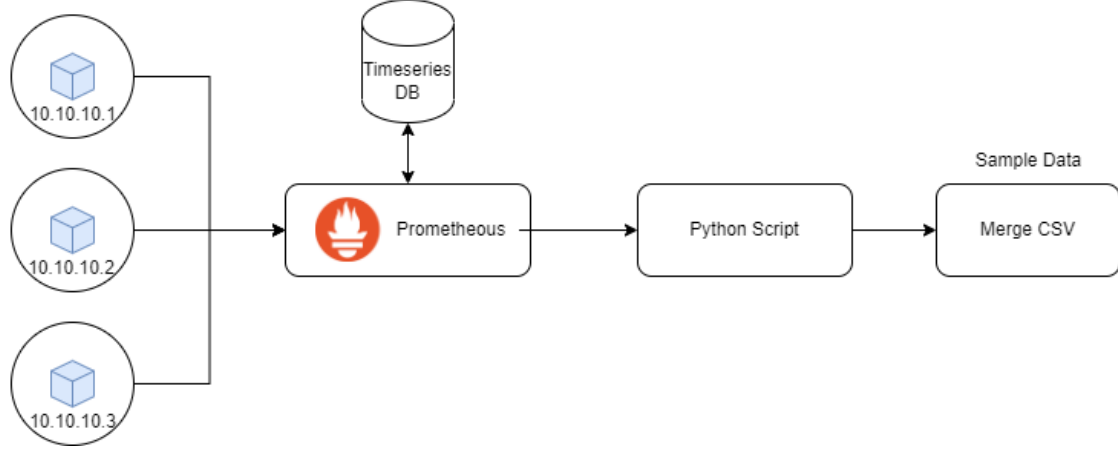 10.10.10.1
10.10.10.2
10.10.10.3
Timeseries
DB
Prometheous
Python Script
Sample Data
Merge CSV